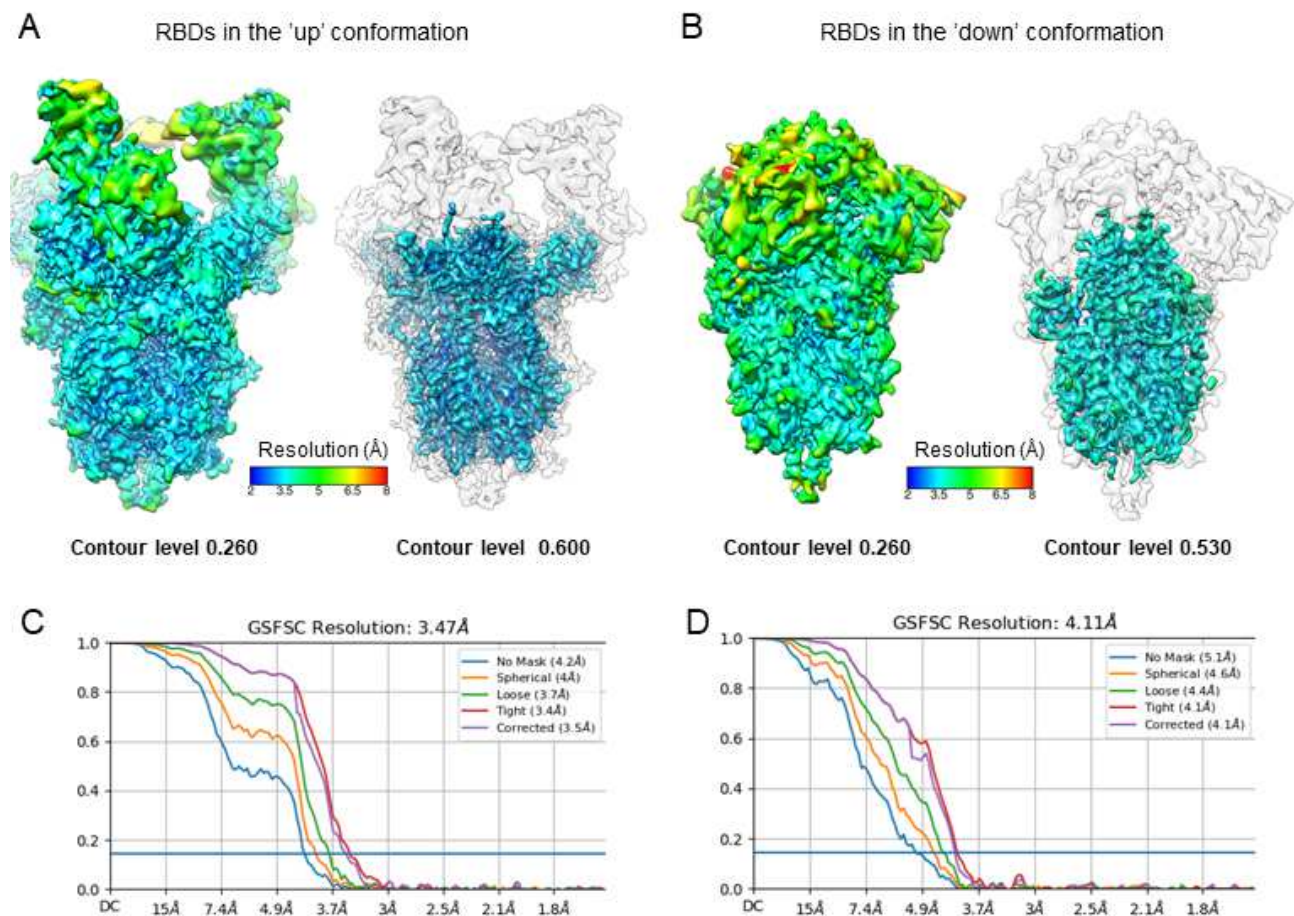 A
RBDs in the 'up' conformation
B
RBDs in the 'down' conformation
Resolution (Å)
2 3.5 5 6.5 8
Resolution (Å)
2 3.5 5 6.5 8
Contour level 0.260
Contour level 0.600
Contour level 0.260
Contour level 0.530
C
GSFSC Resolution: 3.47Å
1.0
0.8
0.6
0.4
0.2
0.0
No Mask (4.2Å)
Spherical (4Å)
Loose (3.7Å)
Tight (3.4Å)
Corrected (3.5Å)
DC 15Å 7.4Å 4.9Å 3.7Å 3Å 2.5Å 2.1Å 1.8Å
D
GSFSC Resolution: 4.11Å
1.0
0.8
0.6
0.4
0.2
0.0
No Mask (5.1Å)
Spherical (4.6Å)
Loose (4.4Å)
Tight (4.1Å)
Corrected (4.1Å)
DC 15Å 7.4Å 4.9Å 3.7Å 3Å 2.5Å 2.1Å 1.8Å